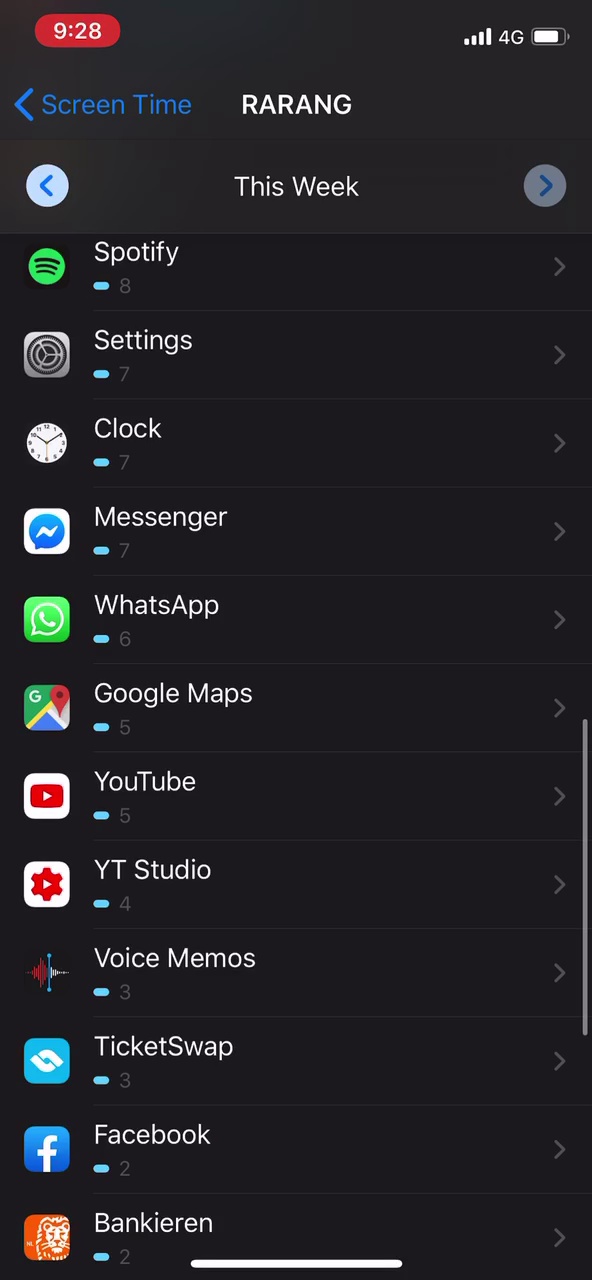 9:28
4G
Screen Time
RARANG
This Week
Spotify
8
Settings
7
Clock
7
Messenger
7
WhatsApp
6
G
Google Maps
5
YouTube
5
YT Studio
4
Voice Memos
3
TicketSwap
3
Facebook
2
Bankieren
NL
2